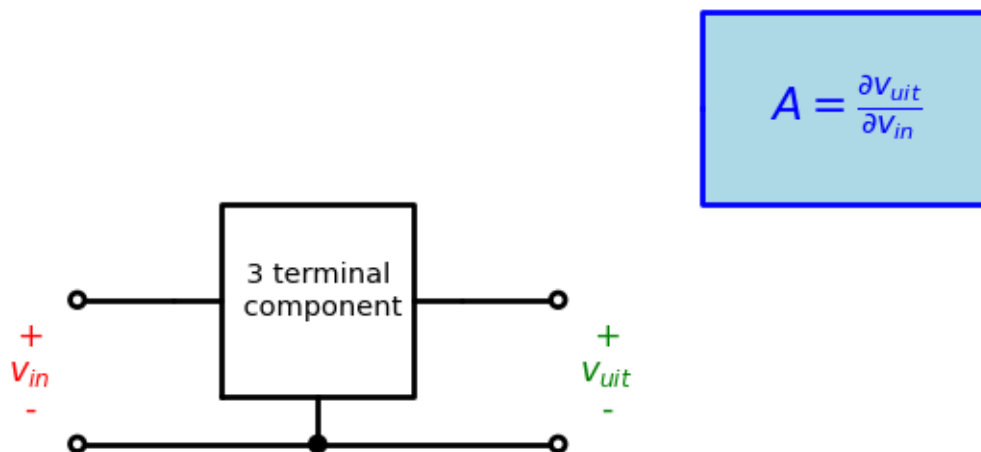 A = ∂v_uit / ∂v_in
3 terminal
component
+
v_in
-
+
v_uit
-